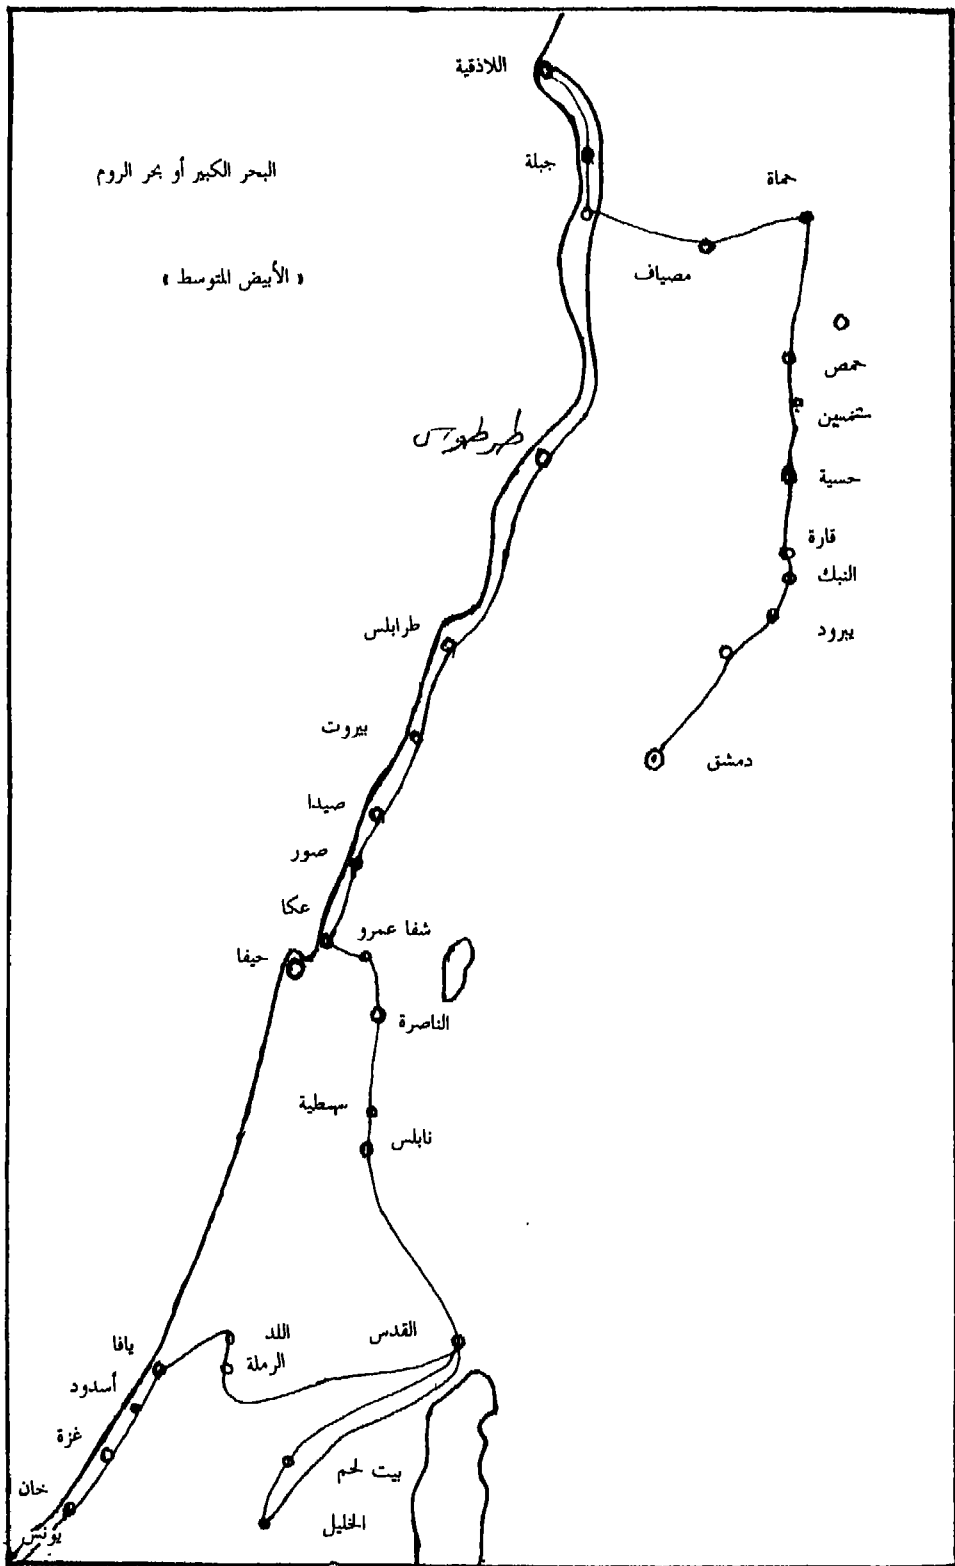 اللاذقية
جبلة
حماة
البحر الكبير أو بحر الروم
« الأبيض المتوسط »
مصياف
حمص
شمسين
حسية
طرطوس
قارة
النبك
يبرود
طرابلس
دمشق
بيروت
صيدا
صور
عكا
شفا عمرو
حيفا
الناصرة
سبسطية
نابلس
القدس
اللد
الرملة
يافا
أسدود
غزة
بيت لحم
الخليل
خان
يونس